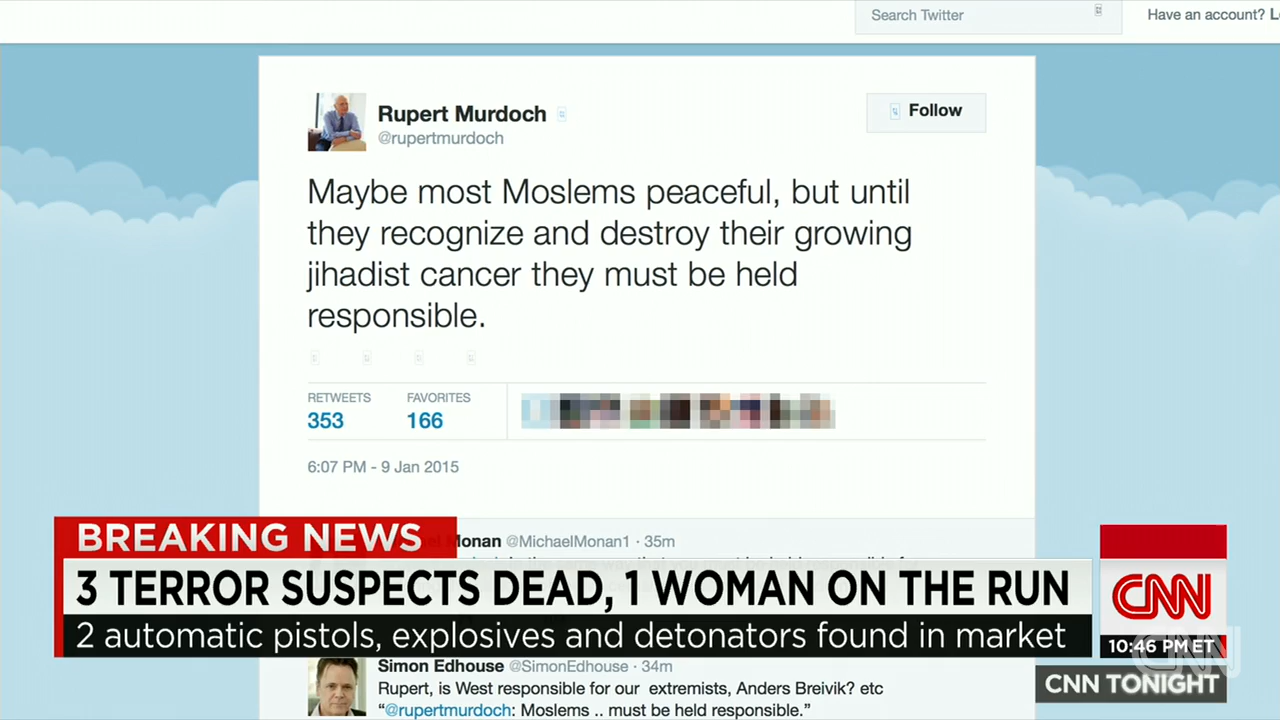 Search Twitter
Have an account? L
Rupert Murdoch
@rupertmurdoch
Follow
Maybe most Moslems peaceful, but until
they recognize and destroy their growing
jihadist cancer they must be held
responsible.
RETWEETS
FAVORITES
353
166
6:07 PM - 9 Jan 2015
Monan @MichaelMonan1 · 35m
BREAKING NEWS
3 TERROR SUSPECTS DEAD, 1 WOMAN ON THE RUN
2 automatic pistols, explosives and detonators found in market
CNN
10:46 PM ET
CNN
CNN TONIGHT
Simon Edhouse @SimonEdhouse · 34m
Rupert, is West responsible for our extremists, Anders Breivik? etc
“@rupertmurdoch: Moslems .. must be held responsible.”